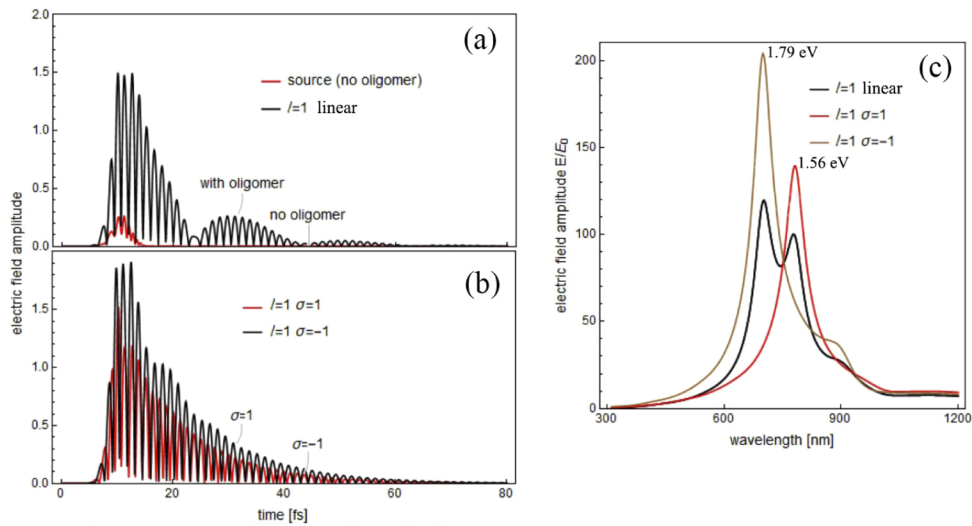 (a)
2.0
1.5
1.0
0.5
0.0
source (no oligomer)
l=1 linear
with oligomer
no oligomer
electric field amplitude
(b)
1.5
1.0
0.5
0.0
l=1 σ=1
l=1 σ=−1
σ=1
σ=−1
0 20 40 60 80
time [fs]
(c)
200
150
100
50
0
electric field amplitude E/E0
1.79 eV
l=1 linear
l=1 σ=1
l=1 σ=−1
1.56 eV
300 600 900 1200
wavelength [nm]